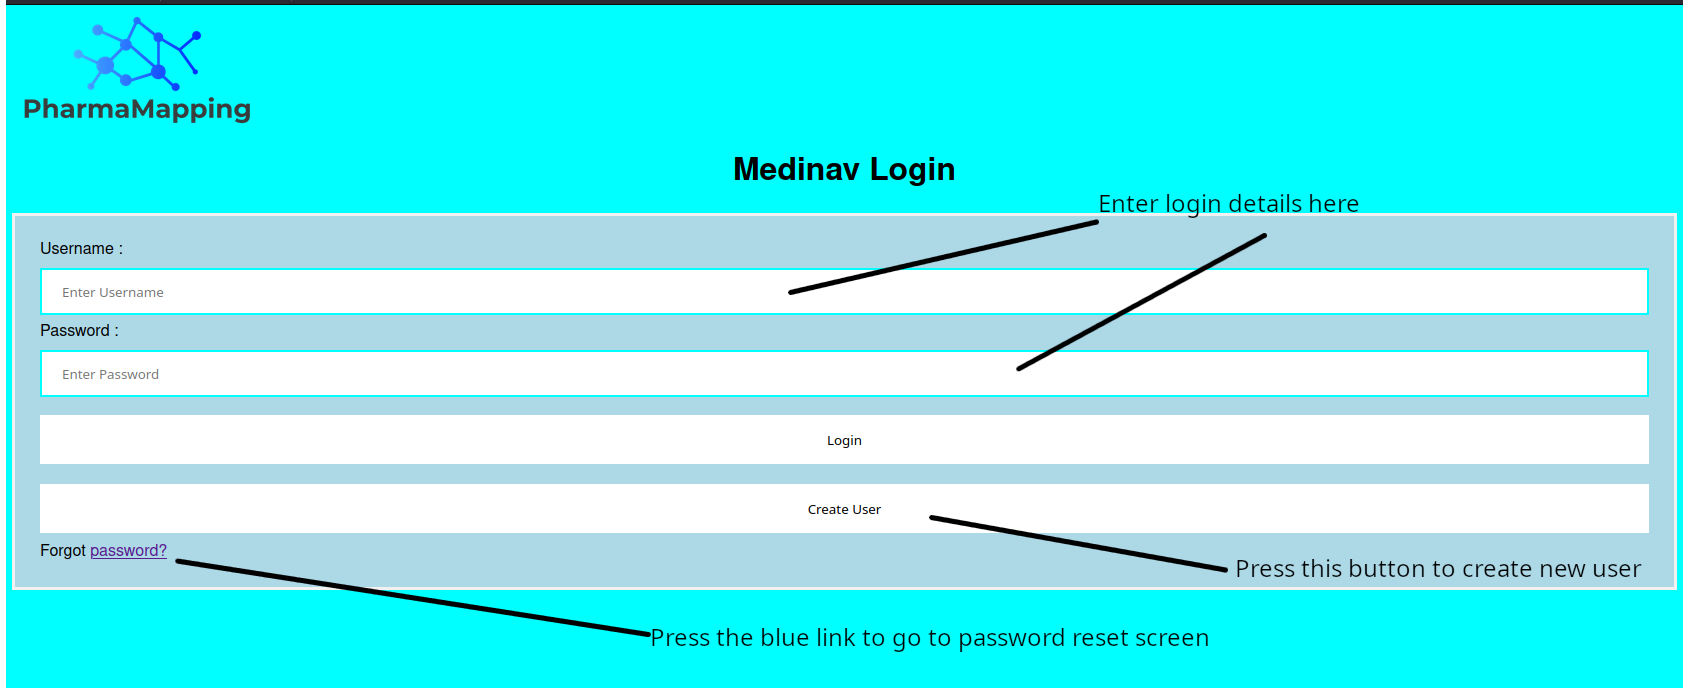 PharmaMapping
Medinav Login
Enter login details here
Username :
Enter Username
Password :
Enter Password
Login
Create User
Forgot password?
Press this button to create new user
Press the blue link to go to password reset screen